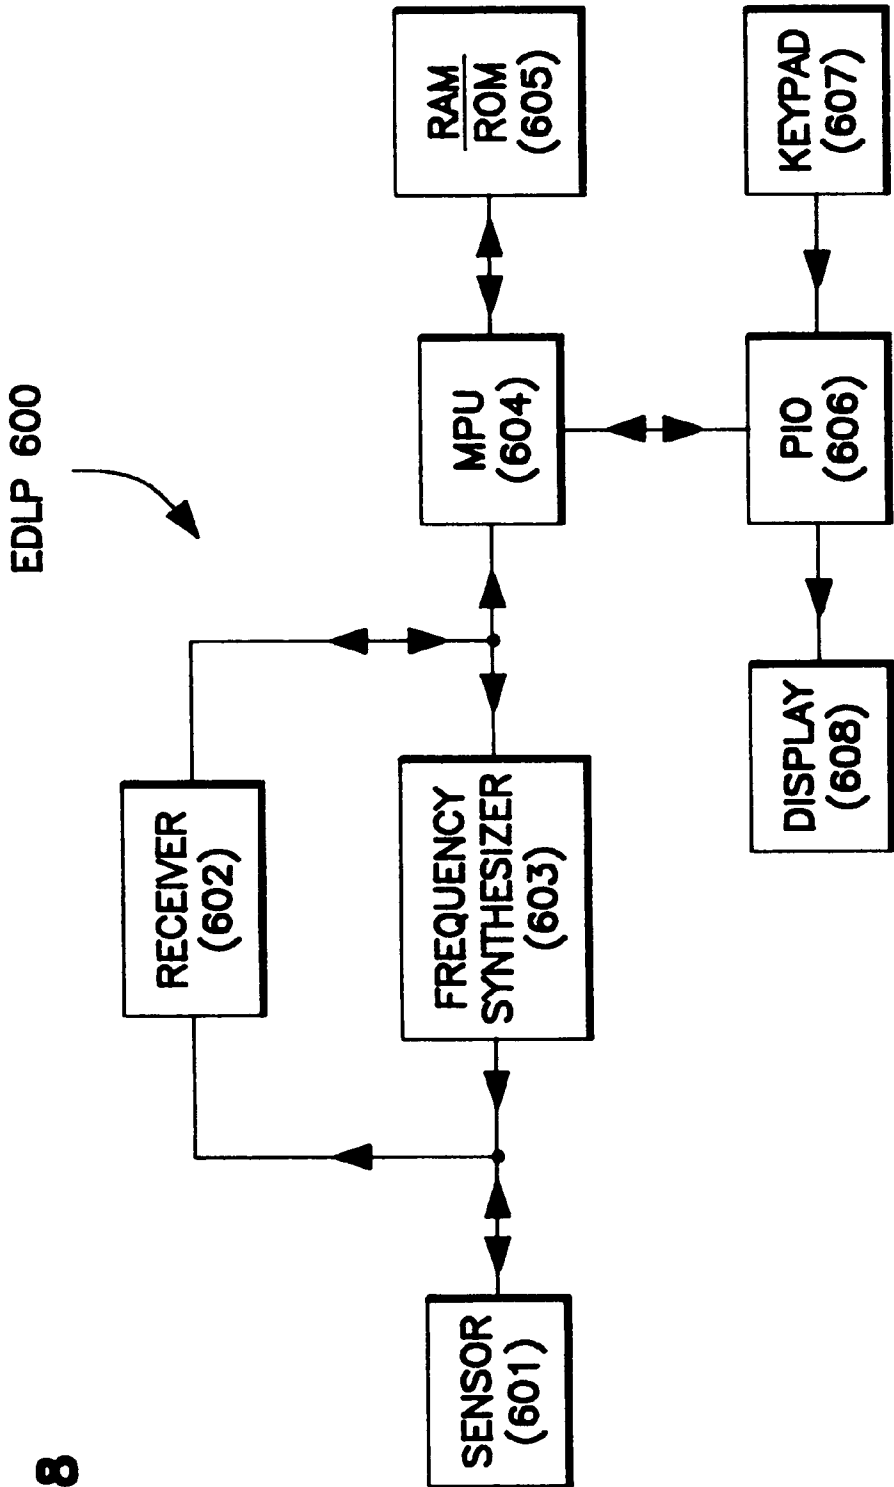 EDLP 600
RECEIVER
(602)
SENSOR
(601)
FREQUENCY
SYNTHESIZER
(603)
MPU
(604)
RAM
ROM
(605)
DISPLAY
(608)
PIO
(606)
KEYPAD
(607)
8